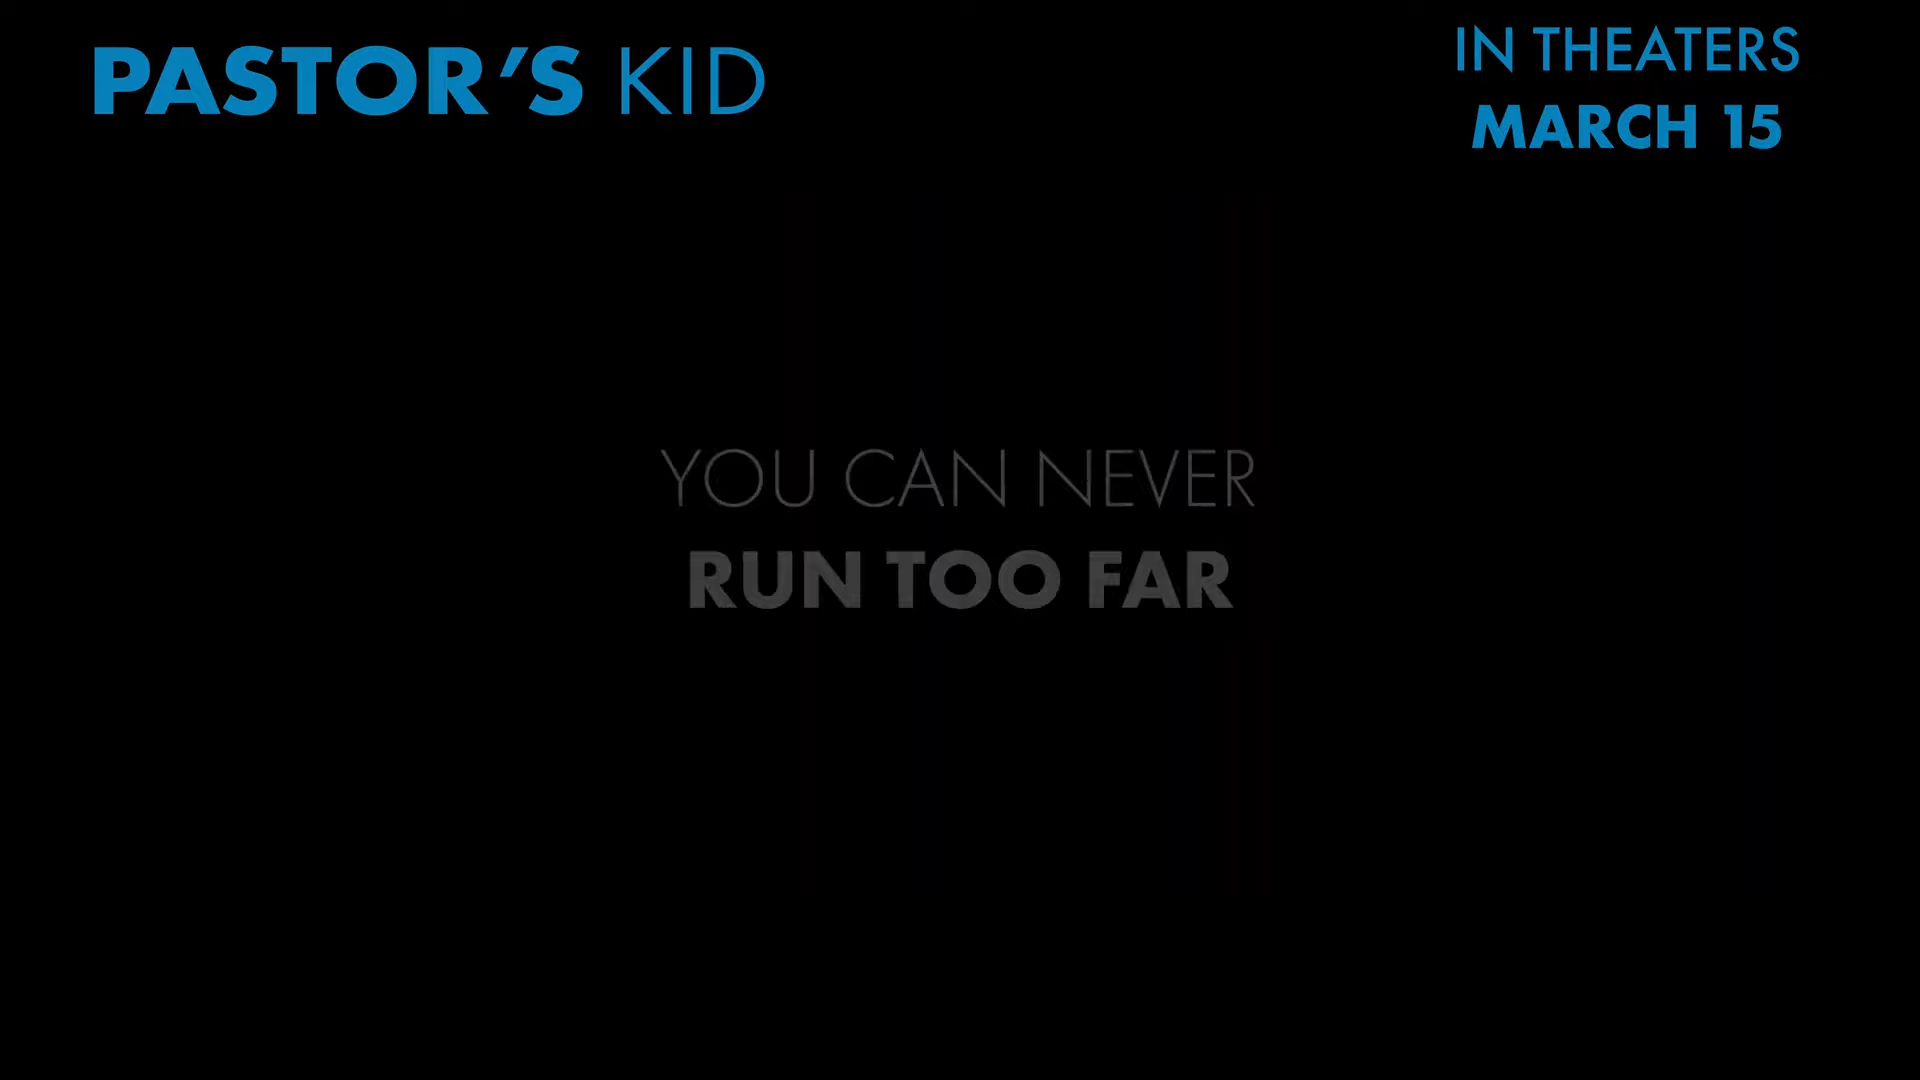 PASTOR'S KID
IN THEATERS
MARCH 15
YOU CAN NEVER
RUN TOO FAR